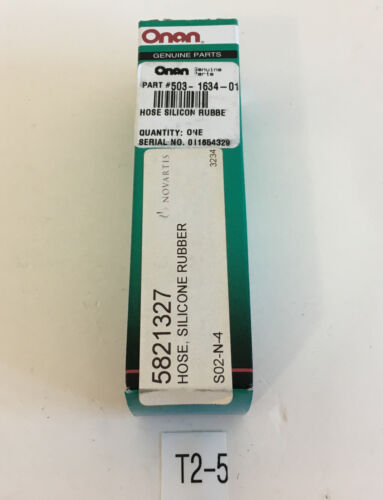 Onan
GENUINE PARTS
Onan Genuine Parts
PART #503-1634-01
HOSE SILICON RUBBE
QUANTITY: ONE
SERIAL NO. 011654329
NOVARTIS
3234
5821327
HOSE, SILICONE RUBBER
S02-N-4
T2-5